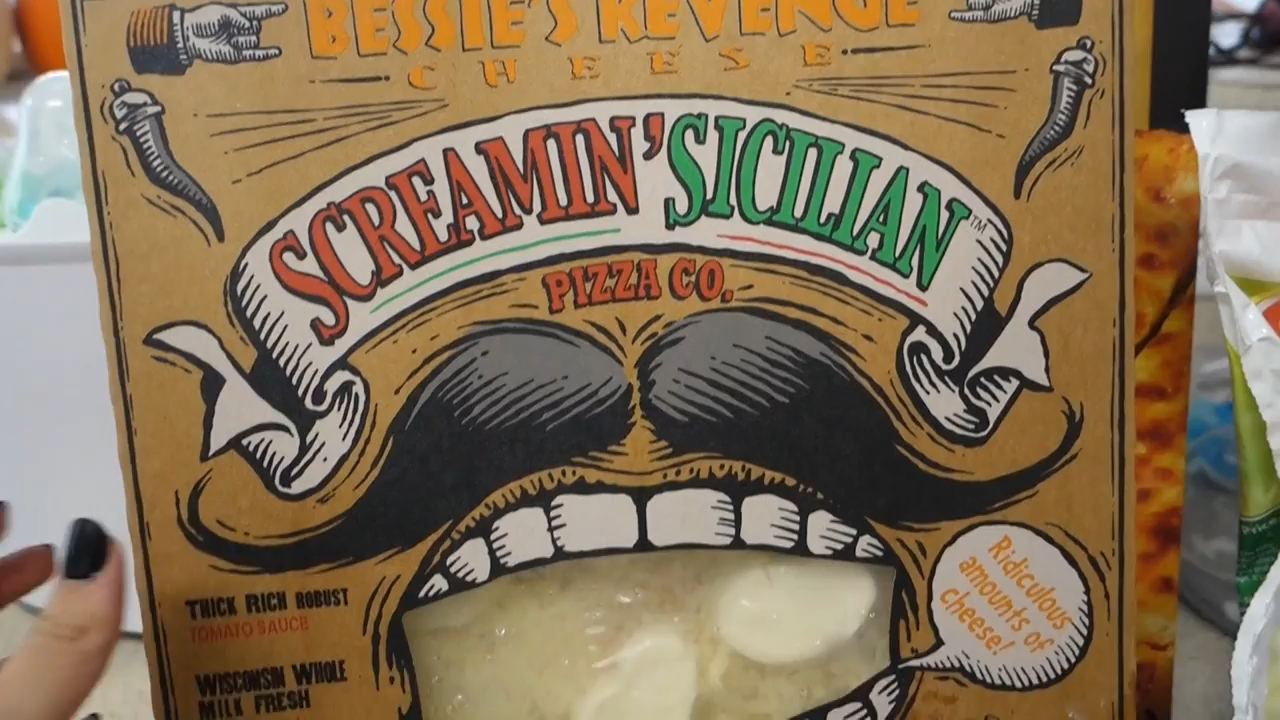 BESSIE'S REVENGE
CHEESE
SCREAMIN' SICILIAN™
PIZZA CO.
THICK RICH ROBUST
TOMATO SAUCE
WISCONSIN WHOLE
MILK FRESH
Ridiculous
amounts of
cheese!